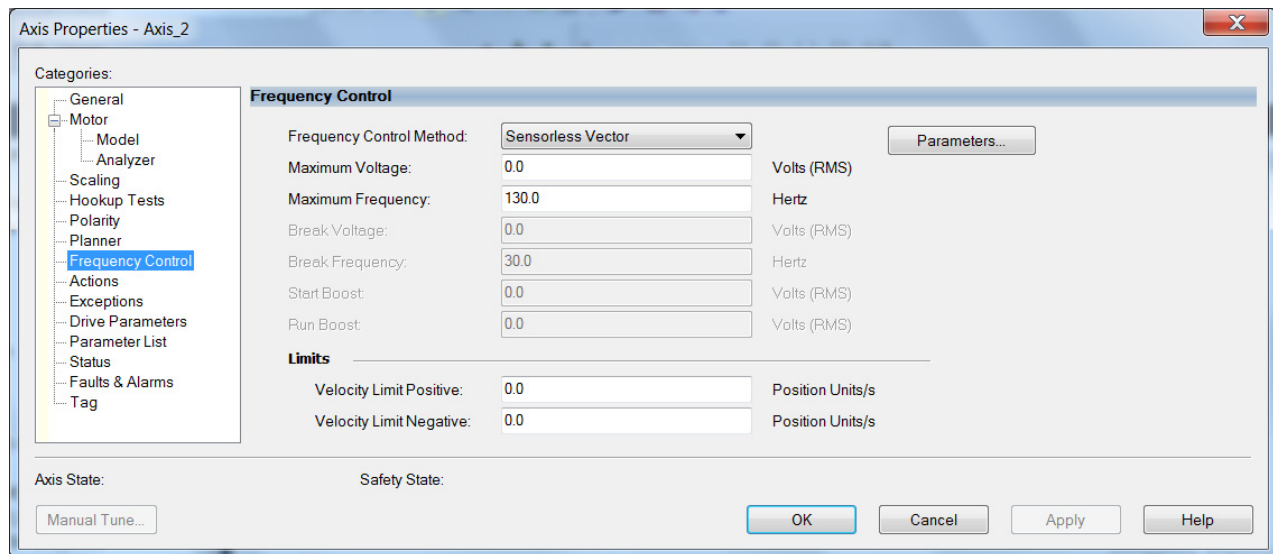 Axis Properties - Axis_2
X
Categories:
General
Motor
Model
Analyzer
Scaling
Hookup Tests
Polarity
Planner
Frequency Control
Actions
Exceptions
Drive Parameters
Parameter List
Status
Faults & Alarms
Tag
Frequency Control
Frequency Control Method: Sensorless Vector Parameters...
Maximum Voltage: 0.0 Volts (RMS)
Maximum Frequency: 130.0 Hertz
Break Voltage: 0.0 Volts (RMS)
Break Frequency: 30.0 Hertz
Start Boost: 0.0 Volts (RMS)
Run Boost: 0.0 Volts (RMS)
Limits
Velocity Limit Positive: 0.0 Position Units/s
Velocity Limit Negative: 0.0 Position Units/s
Axis State: Safety State:
Manual Tune... OK Cancel Apply Help